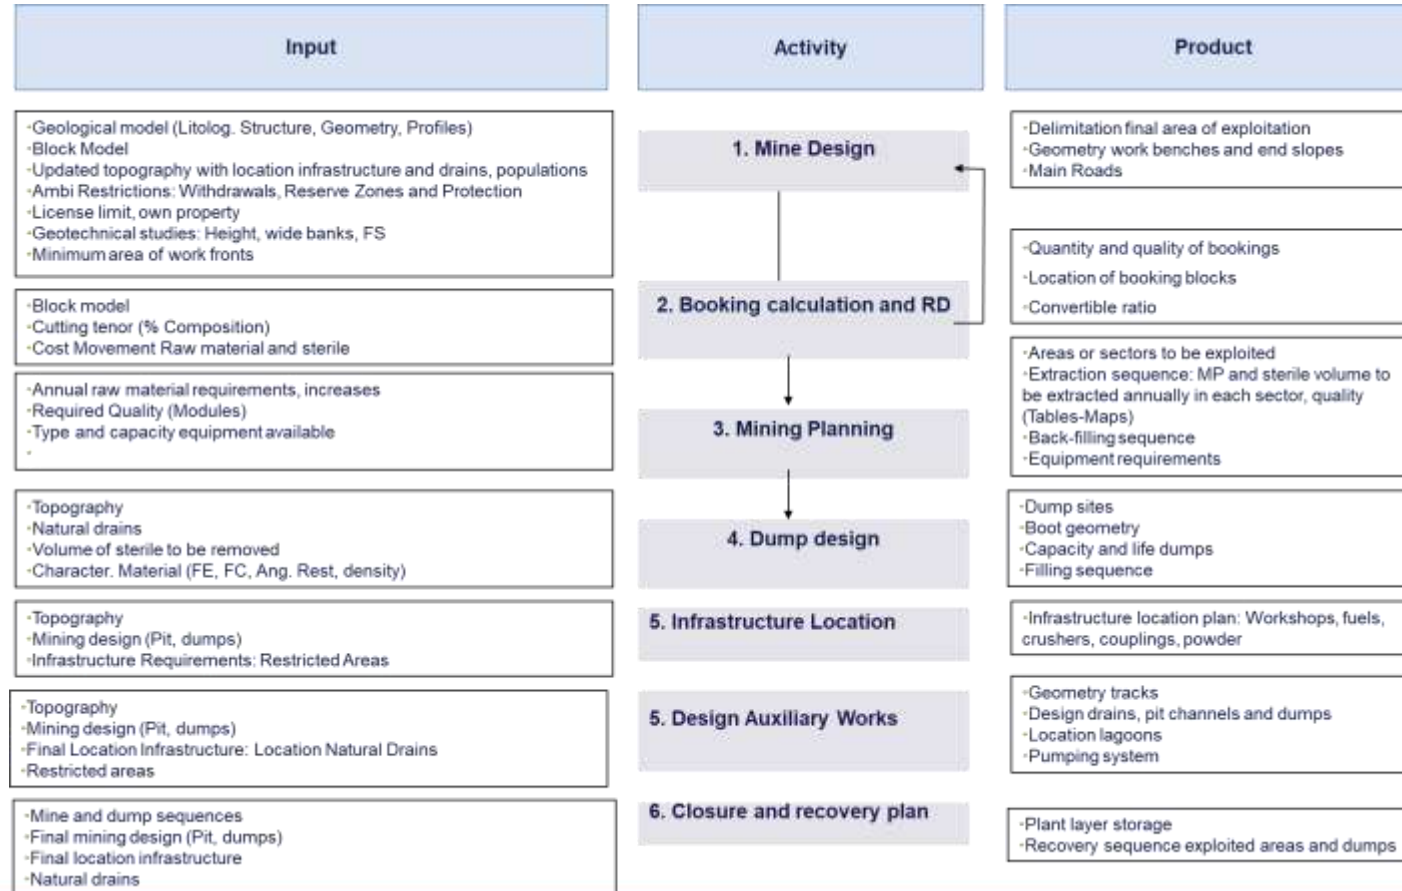 Input
Activity
Product
·Geological model (Litolog. Structure, Geometry, Profiles)
·Block Model
·Updated topography with location infrastructure and drains, populations
·Ambi Restrictions: Withdrawals, Reserve Zones and Protection
·License limit, own property
·Geotechnical studies: Height, wide banks, FS
·Minimum area of work fronts
1. Mine Design
·Delimitation final area of exploitation
·Geometry work benches and end slopes
·Main Roads
·Block model
·Cutting tenor (% Composition)
·Cost Movement Raw material and sterile
2. Booking calculation and RD
·Quantity and quality of bookings
·Location of booking blocks
·Convertible ratio
·Annual raw material requirements, increases
·Required Quality (Modules)
·Type and capacity equipment available
·
3. Mining Planning
·Areas or sectors to be exploited
·Extraction sequence: MP and sterile volume to
be extracted annually in each sector, quality
(Tables-Maps)
·Back-filling sequence
·Equipment requirements
·Topography
·Natural drains
·Volume of sterile to be removed
·Character. Material (FE, FC, Ang. Rest, density)
4. Dump design
·Dump sites
·Boot geometry
·Capacity and life dumps
·Filling sequence
·Topography
·Mining design (Pit, dumps)
·Infrastructure Requirements: Restricted Areas
5. Infrastructure Location
·Infrastructure location plan: Workshops, fuels,
crushers, couplings, powder
·Topography
·Mining design (Pit, dumps)
·Final Location Infrastructure: Location Natural Drains
·Restricted areas
5. Design Auxiliary Works
·Geometry tracks
·Design drains, pit channels and dumps
·Location lagoons
·Pumping system
·Mine and dump sequences
·Final mining design (Pit, dumps)
·Final location infrastructure
·Natural drains
6. Closure and recovery plan
·Plant layer storage
·Recovery sequence exploited areas and dumps